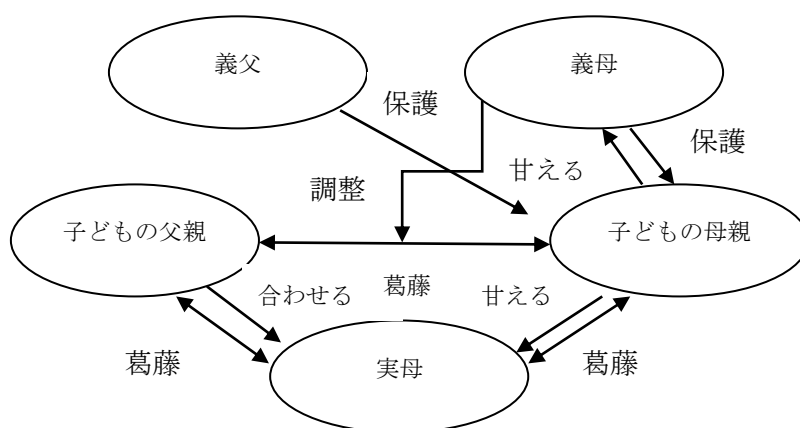 義父
義母
保護
保護
甘える
調整
子どもの父親
子どもの母親
葛藤
合わせる
甘える
葛藤
葛藤
実母